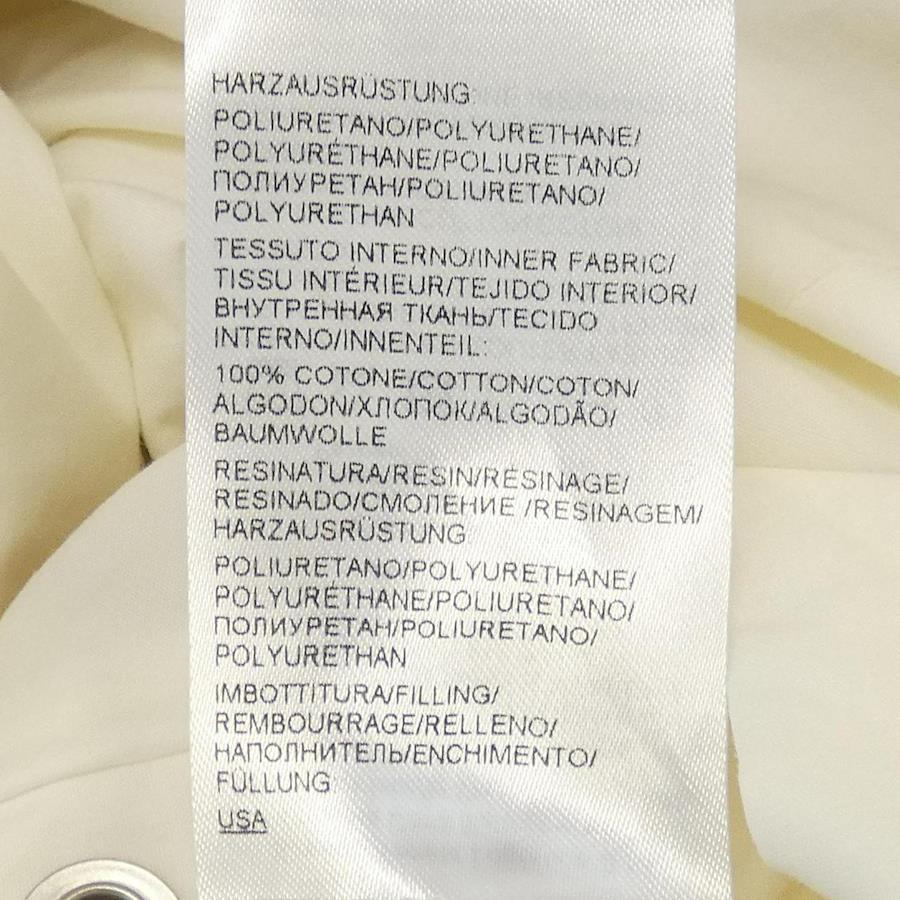 HARZAUSRÜSTUNG
POLIURETANO/POLYURETHANE/
POLYURÉTHANE/POLIURETANO/
ПОЛИУРЕТАН/POLIURETANO/
POLYURETHAN
TESSUTO INTERNO/INNER FABRIC/
TISSU INTÉRIEUR/TEJIDO INTERIOR/
ВНУТРЕННАЯ ТКАНЬ/TECIDO
INTERNO/INNENTEIL:
100% COTONE/COTTON/COTON/
ALGODON/ХЛОПОК/ALGODÃO/
BAUMWOLLE
RESINATURA/RESIN/RESINAGE/
RESINADO/СМОЛЕНИЕ /RESINAGEM/
HARZAUSRÜSTUNG
POLIURETANO/POLYURETHANE/
POLYURÉTHANE/POLIURETANO/
ПОЛИУРЕТАН/POLIURETANO/
POLYURETHAN
IMBOTTITURA/FILLING/
REMBOURRAGE/RELLENO/
НАПОЛНИТЕЛЬ/ENCHIMENTO/
FÜLLUNG
USA